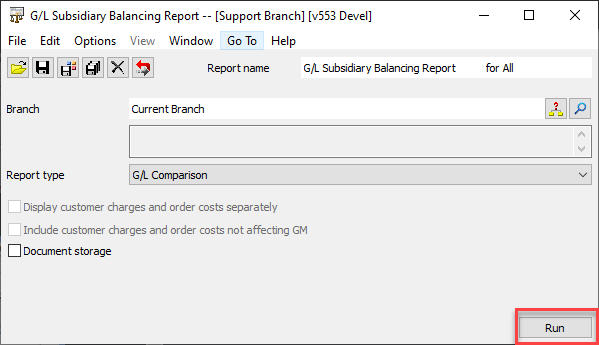 G/L Subsidiary Balancing Report -- [Support Branch] [v553 Devel]
File Edit Options View Window Go To Help
Report name G/L Subsidiary Balancing Report for All
Branch Current Branch
Report type G/L Comparison
Display customer charges and order costs separately
Include customer charges and order costs not affecting GM
Document storage
Run